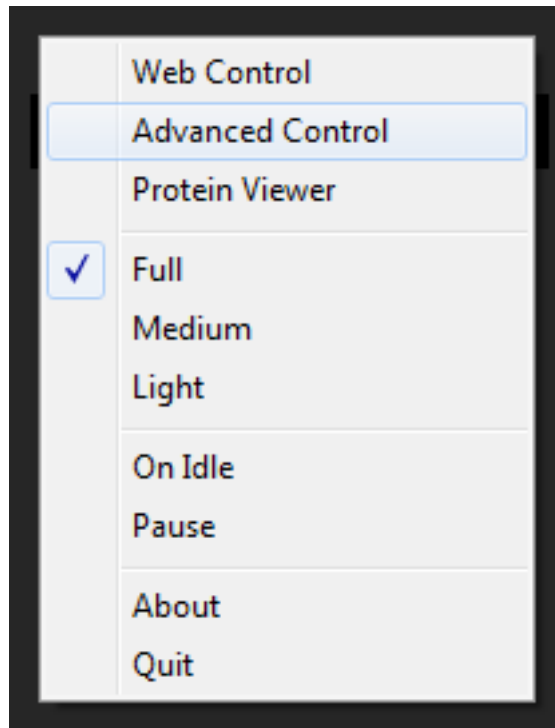 Web Control
Advanced Control
Protein Viewer
Full
Medium
Light
On Idle
Pause
About
Quit